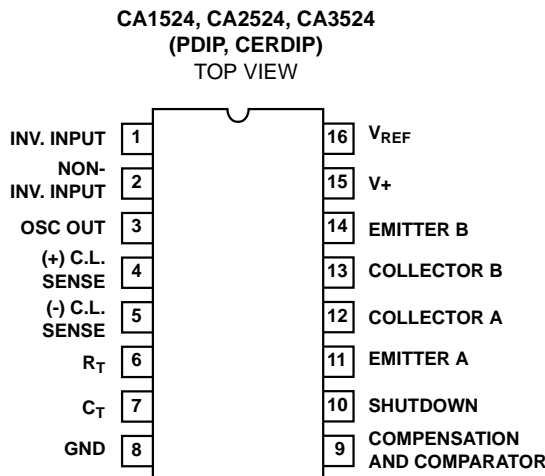 CA1524, CA2524, CA3524
(PDIP, CERDIP)
TOP VIEW
INV. INPUT 1
NON-
INV. INPUT 2
OSC OUT 3
(+) C.L.
SENSE 4
(-) C.L.
SENSE 5
RT 6
CT 7
GND 8
16 VREF
15 V+
14 EMITTER B
13 COLLECTOR B
12 COLLECTOR A
11 EMITTER A
10 SHUTDOWN
9 COMPENSATION
AND COMPARATOR